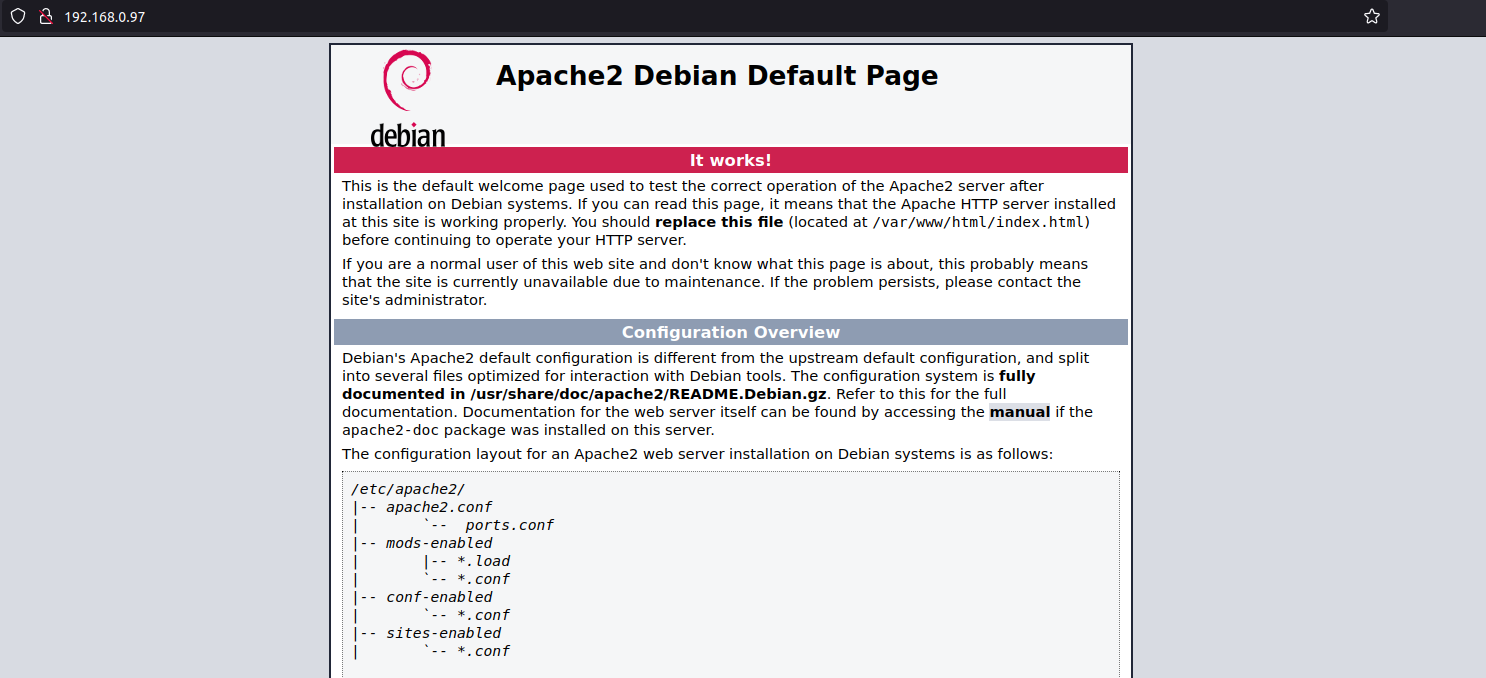 192.168.0.97
Apache2 Debian Default Page
debian
It works!
This is the default welcome page used to test the correct operation of the Apache2 server after
installation on Debian systems. If you can read this page, it means that the Apache HTTP server installed
at this site is working properly. You should replace this file (located at /var/www/html/index.html)
before continuing to operate your HTTP server.
If you are a normal user of this web site and don't know what this page is about, this probably means
that the site is currently unavailable due to maintenance. If the problem persists, please contact the
site's administrator.
Configuration Overview
Debian's Apache2 default configuration is different from the upstream default configuration, and split
into several files optimized for interaction with Debian tools. The configuration system is fully
documented in /usr/share/doc/apache2/README.Debian.gz. Refer to this for the full
documentation. Documentation for the web server itself can be found by accessing the manual if the
apache2-doc package was installed on this server.
The configuration layout for an Apache2 web server installation on Debian systems is as follows:
/etc/apache2/
|-- apache2.conf
|       `--  ports.conf
|-- mods-enabled
|       |-- *.load
|       `-- *.conf
|-- conf-enabled
|       `-- *.conf
|-- sites-enabled
|       `-- *.conf